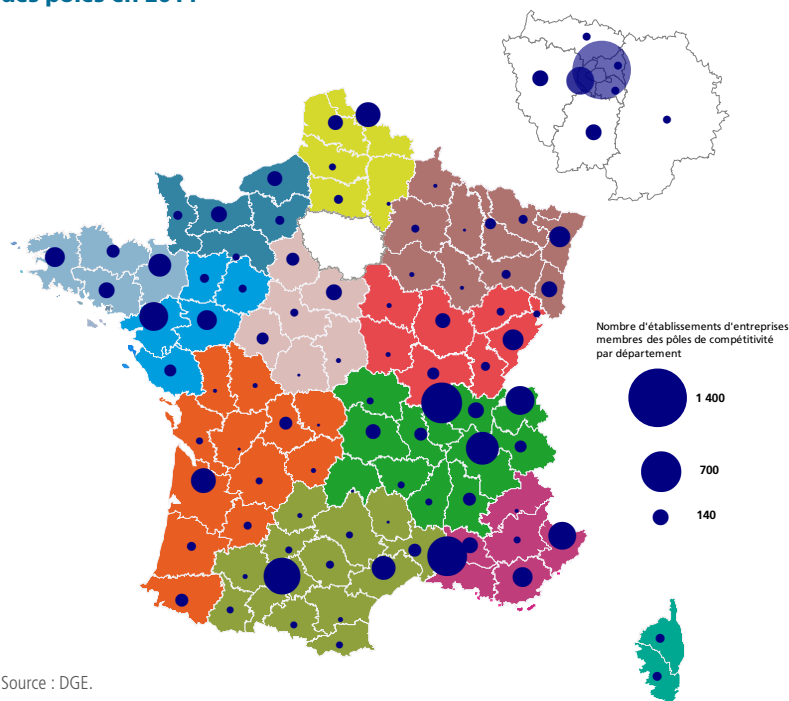 des pôles en 2014
Nombre d'établissements d'entreprises
membres des pôles de compétitivité
par département
1 400
700
140
Source : DGE.